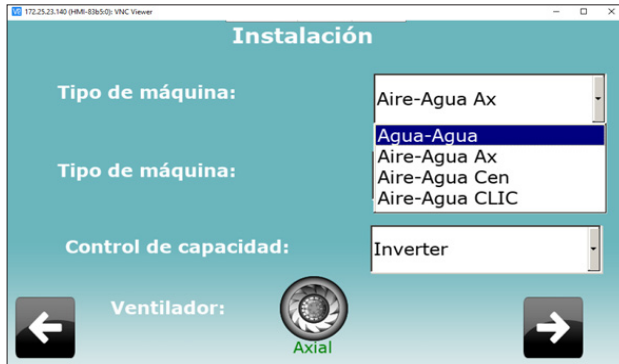 172.25.23.140 (HMI-83b5:0): VNC Viewer
Instalación
Tipo de máquina:
Aire-Agua Ax
Agua-Agua
Aire-Agua Ax
Aire-Agua Cen
Aire-Agua CLIC
Tipo de máquina:
Control de capacidad:
Inverter
Ventilador:
Axial